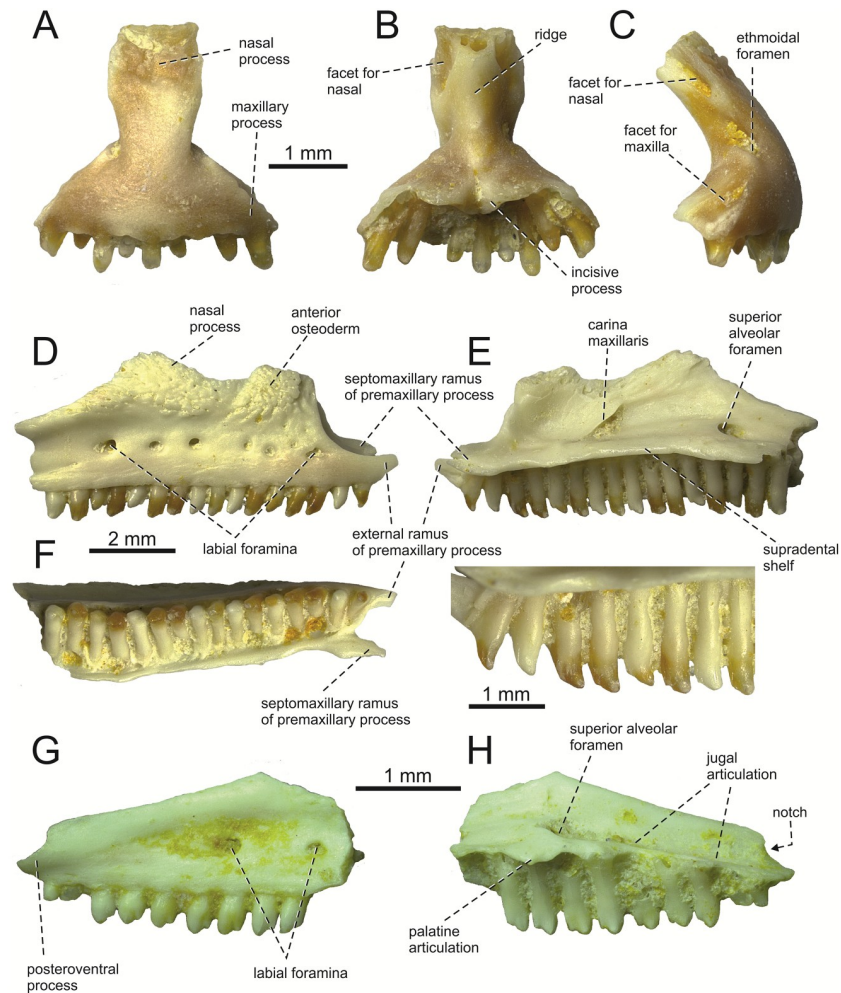 A
nasal
process
maxillary
process
1 mm
B
ridge
facet for
nasal
incisive
process
C
ethmoidal
foramen
facet for
nasal
facet for
maxilla
D
nasal
process
anterior
osteoderm
septomaxillary ramus
of premaxillary process
labial foramina
2 mm
external ramus
of premaxillary process
E
carina
maxillaris
superior
alveolar
foramen
supradental
shelf
F
septomaxillary ramus
of premaxillary process
1 mm
G
1 mm
posteroventral
process
labial foramina
H
superior alveolar
foramen
jugal
articulation
notch
palatine
articulation